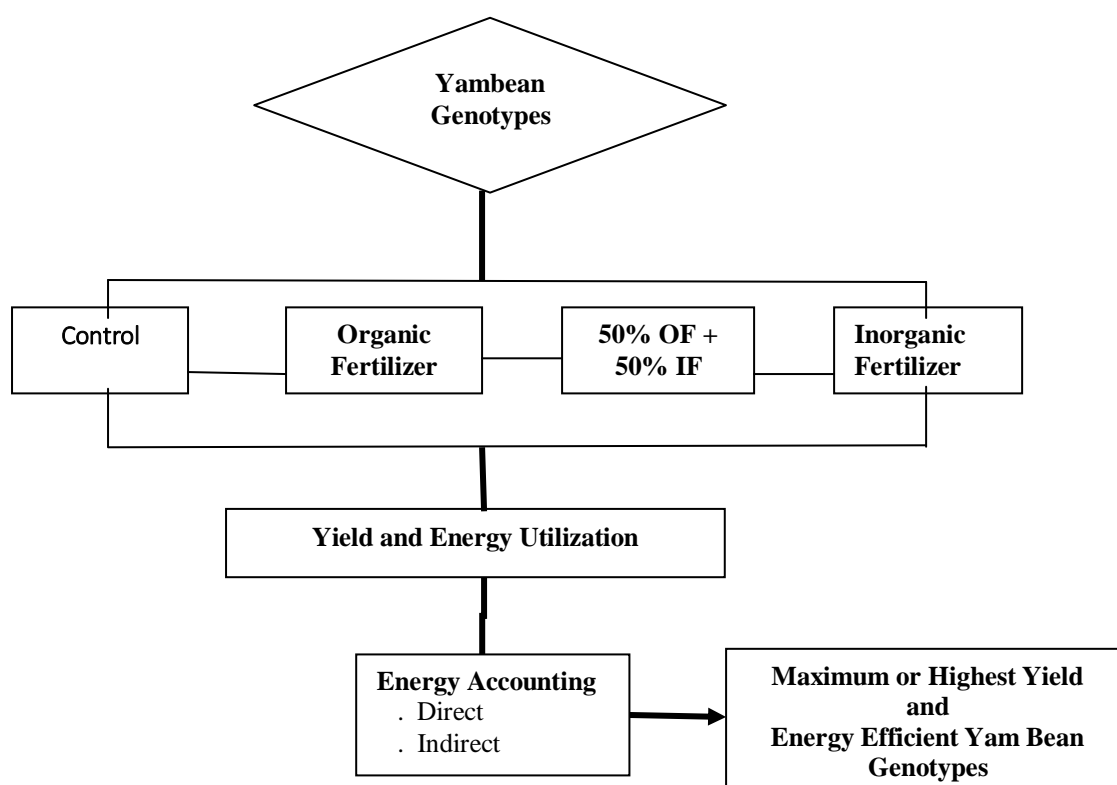 Yambean
Genotypes
Control
Organic
Fertilizer
50% OF +
50% IF
Inorganic
Fertilizer
Yield and Energy Utilization
Energy Accounting
. Direct
. Indirect
Maximum or Highest Yield
and
Energy Efficient Yam Bean
Genotypes